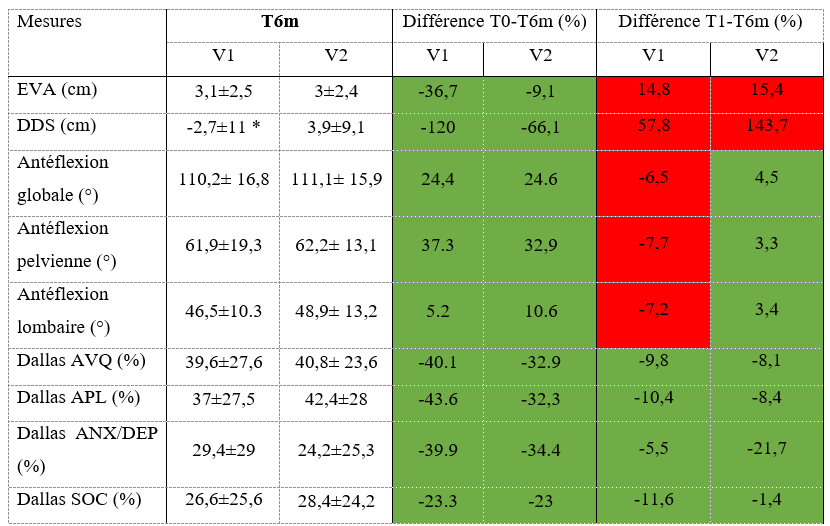 Mesures T6m Différence T0-T6m (%) Différence T1-T6m (%)
V1 V2 V1 V2 V1 V2
EVA (cm) 3,1±2,5 3±2,4 -36,7 -9,1 14,8 15,4
DDS (cm) -2,7±11 * 3,9±9,1 -120 -66,1 57,8 143,7
Antéflexion
globale (°) 110,2± 16,8 111,1± 15,9 24,4 24.6 -6,5 4,5
Antéflexion
pelvienne (°) 61,9±19,3 62,2± 13,1 37.3 32,9 -7,7 3,3
Antéflexion
lombaire (°) 46,5±10.3 48,9± 13,2 5.2 10.6 -7,2 3,4
Dallas AVQ (%) 39,6±27,6 40,8± 23,6 -40.1 -32.9 -9,8 -8,1
Dallas APL (%) 37±27,5 42,4±28 -43.6 -32,3 -10,4 -8,4
Dallas ANX/DEP
(%) 29,4±29 24,2±25,3 -39.9 -34.4 -5,5 -21,7
Dallas SOC (%) 26,6±25,6 28,4±24,2 -23.3 -23 -11,6 -1,4